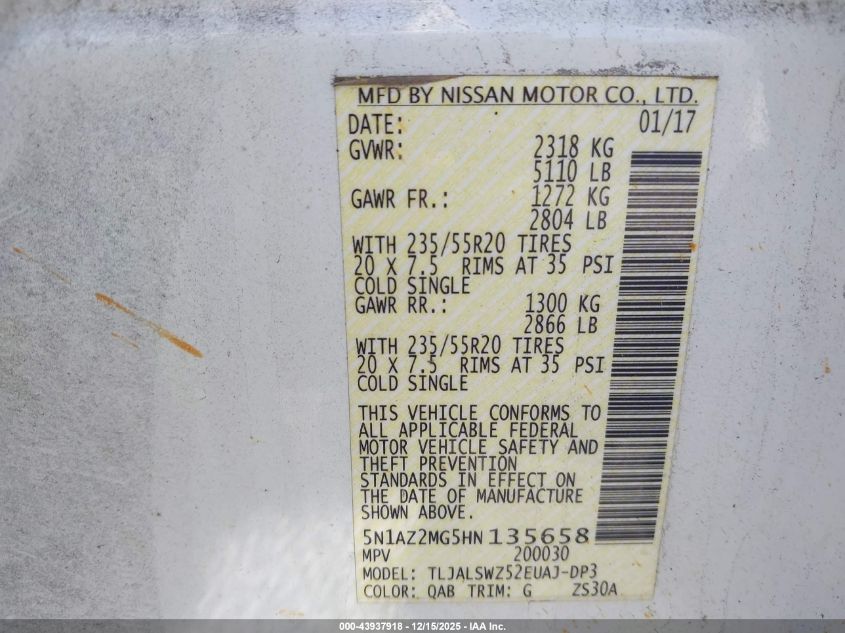 MFD BY NISSAN MOTOR CO., LTD.
DATE: 01/17
GVWR: 2318 KG
5110 LB
GAWR FR.: 1272 KG
2804 LB
WITH 235/55R20 TIRES
20 X 7.5 RIMS AT 35 PSI
COLD SINGLE
GAWR RR.: 1300 KG
2866 LB
WITH 235/55R20 TIRES
20 X 7.5 RIMS AT 35 PSI
COLD SINGLE
THIS VEHICLE CONFORMS TO
ALL APPLICABLE FEDERAL
MOTOR VEHICLE SAFETY AND
THEFT PREVENTION
STANDARDS IN EFFECT ON
THE DATE OF MANUFACTURE
SHOWN ABOVE.
5N1AZ2MG5HN 135658
MPV 200030
MODEL: TLJALSWZ52EUAJ-DP3
COLOR: QAB TRIM: G ZS30A
000-43937918 - 12/15/2025 - IAA Inc.